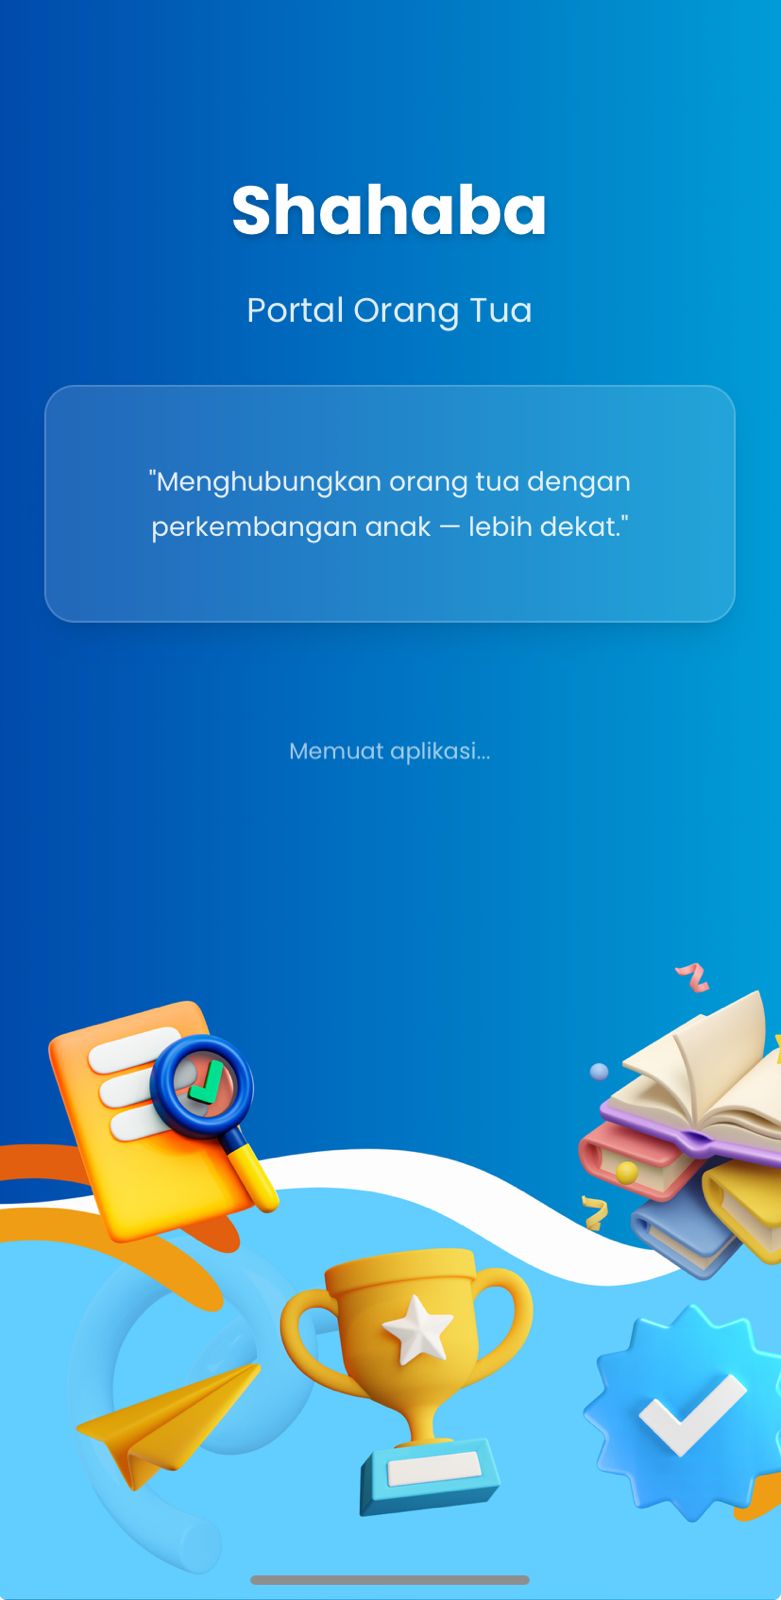 Shahaba
Portal Orang Tua
"Menghubungkan orang tua dengan
perkembangan anak — lebih dekat."
Memuat aplikasi...